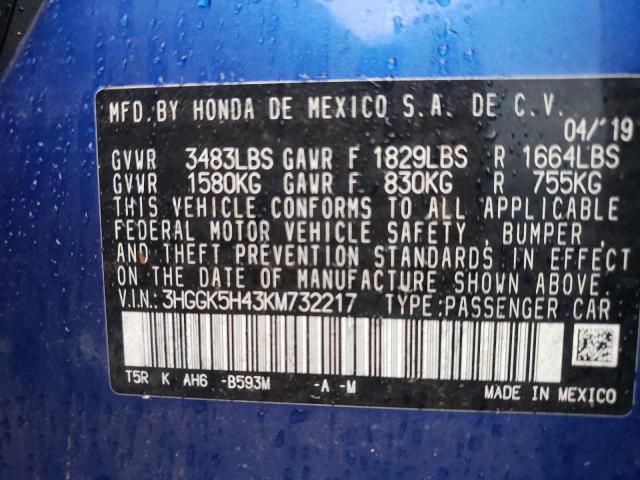 MFD.BY HONDA DE MEXICO S.A. DE C.V.
04/'19
GVWR 3483LBS GAWR F 1829LBS R 1664LBS
GVWR 1580KG GAWR F 830KG R 755KG
THIS VEHICLE CONFORMS TO ALL APPLICABLE
FEDERAL MOTOR VEHICLE SAFETY, BUMPER,
AND THEFT PREVENTION STANDARDS IN EFFECT
ON THE DATE OF MANUFACTURE SHOWN ABOVE.
V.I.N.: 3HGGK5H43KM732217 TYPE:PASSENGER CAR
T5R K AH6 -B593M -A -M
MADE IN MEXICO